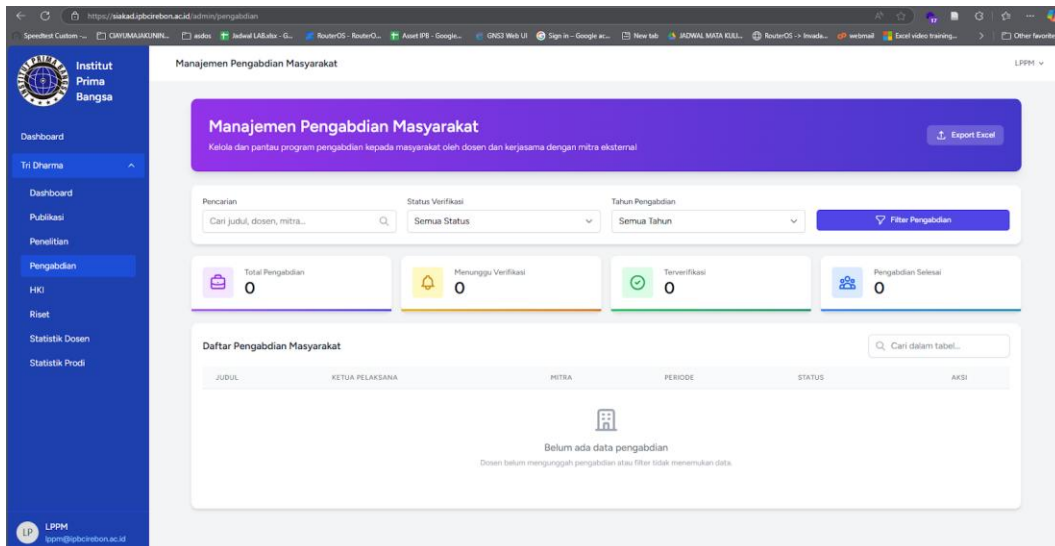 https://siakad.ipbcirebon.ac.id/admin/pengabdian
Speedtest Custom -... CIAYUMAJAKUNIN... asdos Jadwal LAB.xlsx - G... RouterOS - RouterO... Asset IPB - Google... GNS3 Web UI Sign in – Google ac... New tab JADWAL MATA KULI... RouterOS -> Invada... webmail Excel video training... Other favorite
Institut
Prima
Bangsa
Manajemen Pengabdian Masyarakat
LPPM
Dashboard
Tri Dharma
Dashboard
Publikasi
Penelitian
Pengabdian
HKI
Riset
Statistik Dosen
Statistik Prodi
LP
LPPM
lppm@ipbcirebon.ac.id
Manajemen Pengabdian Masyarakat
Kelola dan pantau program pengabdian kepada masyarakat oleh dosen dan kerjasama dengan mitra eksternal
Export Excel
Pencarian
Cari judul, dosen, mitra...
Status Verifikasi
Semua Status
Tahun Pengabdian
Semua Tahun
Filter Pengabdian
Total Pengabdian
0
Menunggu Verifikasi
0
Terverifikasi
0
Pengabdian Selesai
0
Daftar Pengabdian Masyarakat
Cari dalam tabel...
JUDUL KETUA PELAKSANA MITRA PERIODE STATUS AKSI
Belum ada data pengabdian
Dosen belum mengunggah pengabdian atau filter tidak menemukan data.